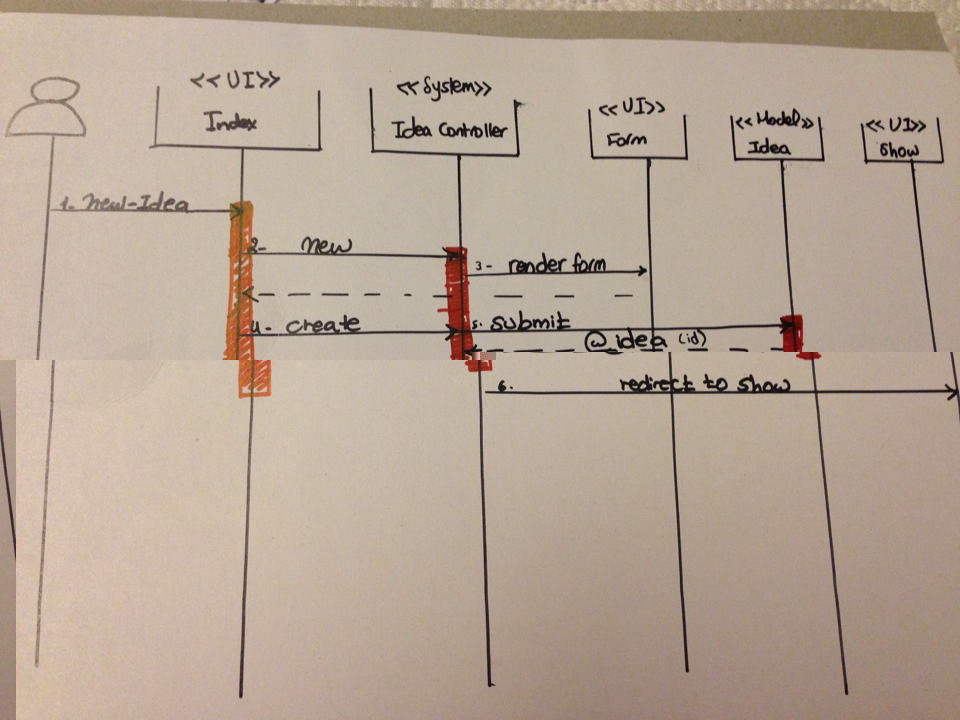 <<UI>>
Index
<<System>>
Idea Controller
<<UI>>
Form
<<Model>>
Idea
<<UI>>
Show
1- new-Idea
2- new
3- render form
4- create
5. submit
@idea (id)
6. redirect to show